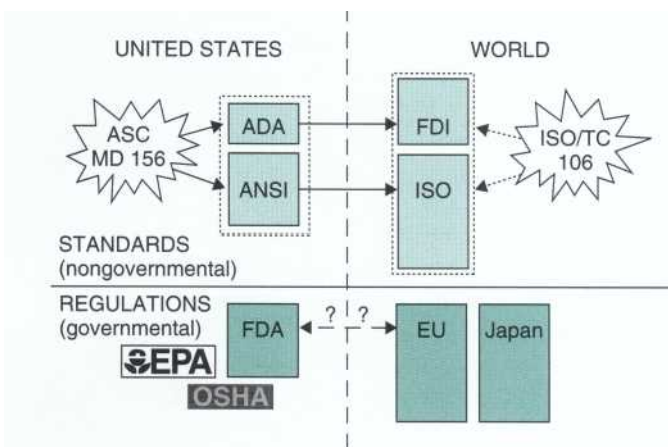 UNITED STATES
WORLD
ASC
MD 156
ADA
FDI
ISO/TC
106
ANSI
ISO
STANDARDS
(nongovernmental)
REGULATIONS
(governmental)
FDA
? ?
EU
Japan
EPA
OSHA